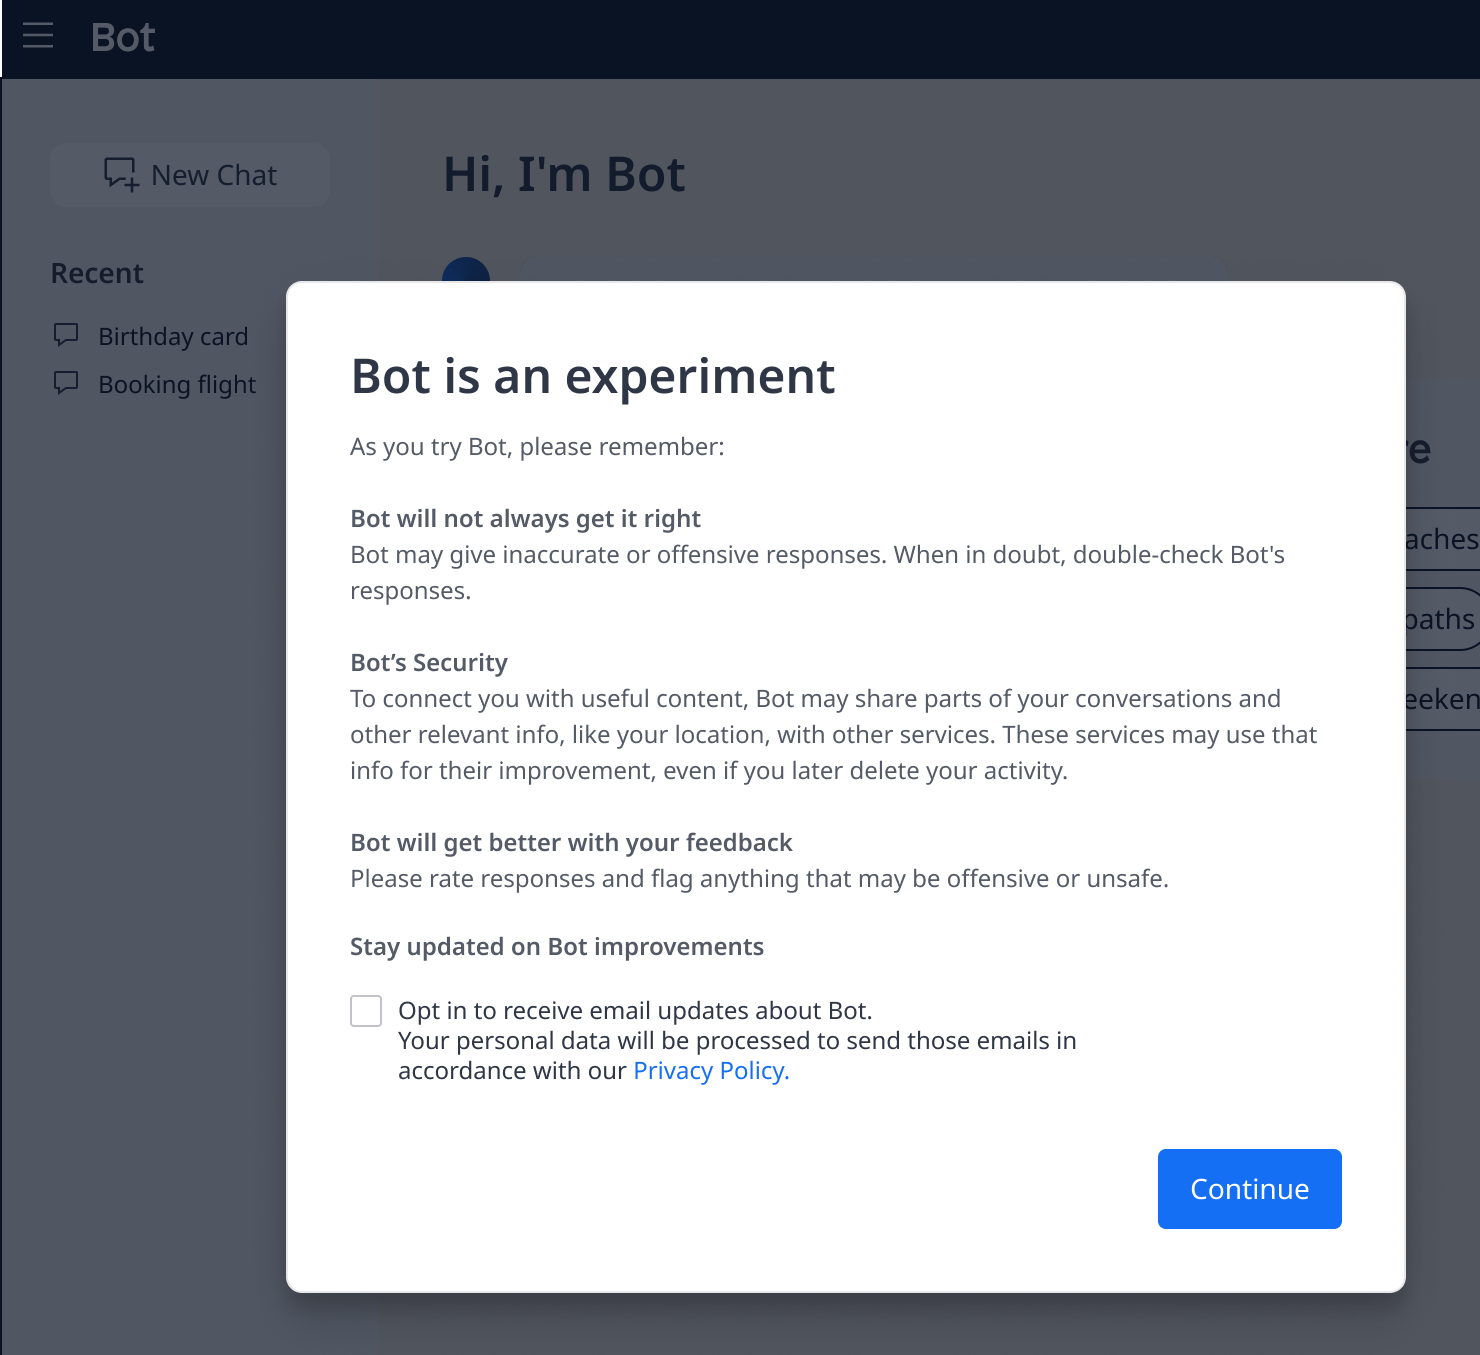 Bot
New Chat
Hi, I'm Bot
Recent
Birthday card
Booking flight
Bot is an experiment
As you try Bot, please remember:
Bot will not always get it right
Bot may give inaccurate or offensive responses. When in doubt, double-check Bot's
responses.
Bot’s Security
To connect you with useful content, Bot may share parts of your conversations and
other relevant info, like your location, with other services. These services may use that
info for their improvement, even if you later delete your activity.
Bot will get better with your feedback
Please rate responses and flag anything that may be offensive or unsafe.
Stay updated on Bot improvements
Opt in to receive email updates about Bot.
Your personal data will be processed to send those emails in
accordance with our Privacy Policy.
Continue